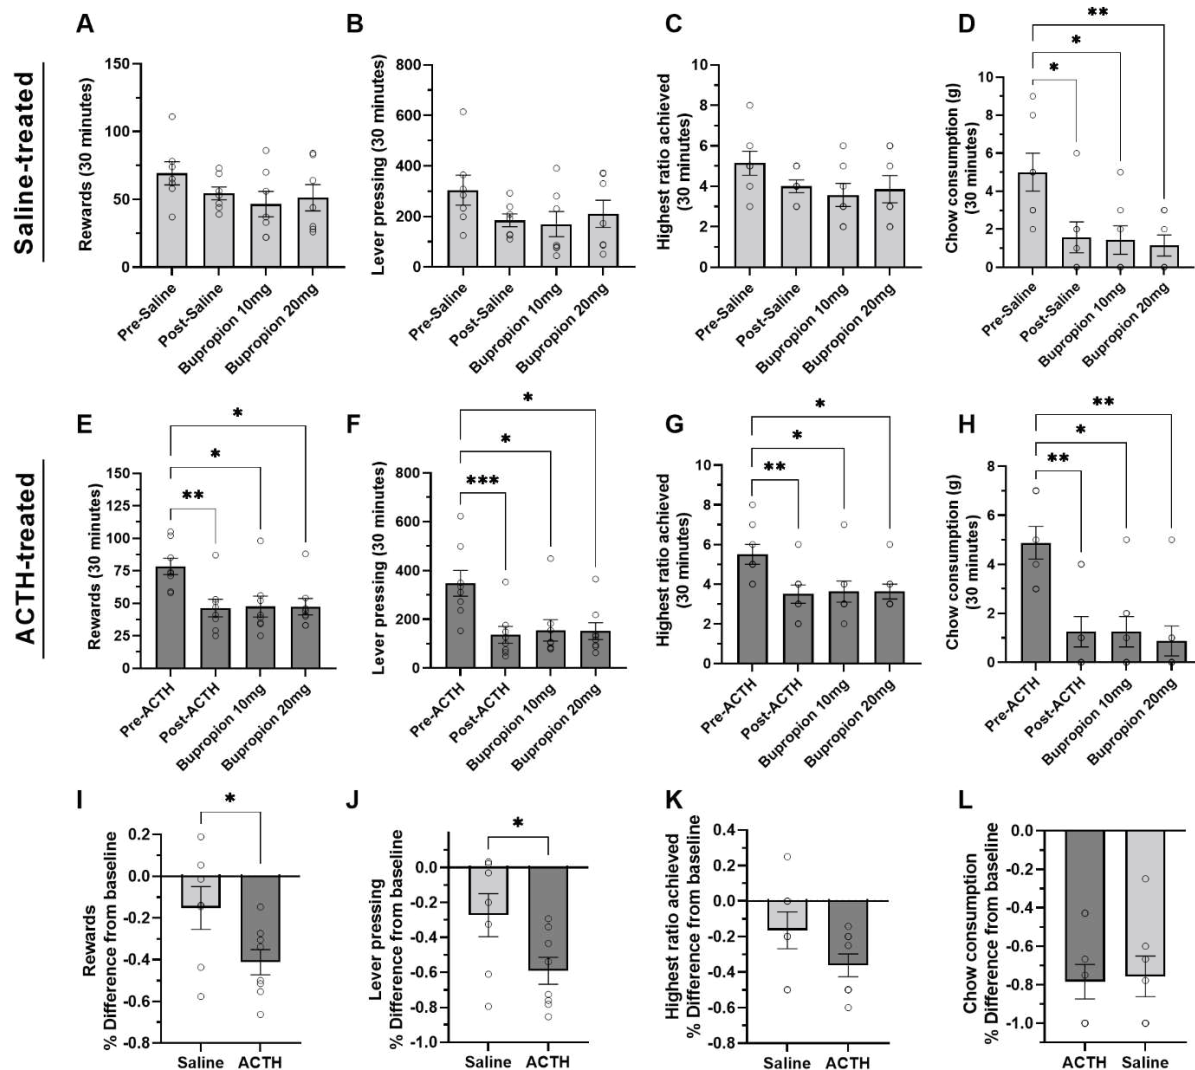 Saline-treated
A
Rewards (30 minutes)
150
100
50
0
Pre-Saline
Post-Saline
Bupropion 10mg
Bupropion 20mg
B
Lever pressing (30 minutes)
800
600
400
200
0
Pre-Saline
Post-Saline
Bupropion 10mg
Bupropion 20mg
C
Highest ratio achieved
(30 minutes)
10
8
6
4
2
0
Pre-Saline
Post-Saline
Bupropion 10mg
Bupropion 20mg
D
**
*
*
Chow consumption (g)
(30 minutes)
10
8
6
4
2
0
Pre-Saline
Post-Saline
Bupropion 10mg
Bupropion 20mg
ACTH-treated
E
*
*
**
Rewards (30 minutes)
150
125
100
75
50
25
0
Pre-ACTH
Post-ACTH
Bupropion 10mg
Bupropion 20mg
F
*
*
***
Lever pressing (30 minutes)
800
600
400
200
0
Pre-ACTH
Post-ACTH
Bupropion 10mg
Bupropion 20mg
G
*
*
**
Highest ratio achieved
(30 minutes)
10
8
6
4
2
0
Pre-ACTH
Post-ACTH
Bupropion 10mg
Bupropion 20mg
H
**
*
**
Chow consumption (g)
(30 minutes)
8
6
4
2
0
Pre-ACTH
Post-ACTH
Bupropion 10mg
Bupropion 20mg
I
*
Rewards
% Difference from baseline
0.2
0.0
-0.2
-0.4
-0.6
-0.8
Saline
ACTH
J
*
Lever pressing
% Difference from baseline
0.0
-0.2
-0.4
-0.6
-0.8
-1.0
Saline
ACTH
K
Highest ratio achieved
% Difference from baseline
0.4
0.2
0.0
-0.2
-0.4
-0.6
-0.8
Saline
ACTH
L
Chow consumption
% Difference from baseline
0.0
-0.2
-0.4
-0.6
-0.8
-1.0
ACTH
Saline